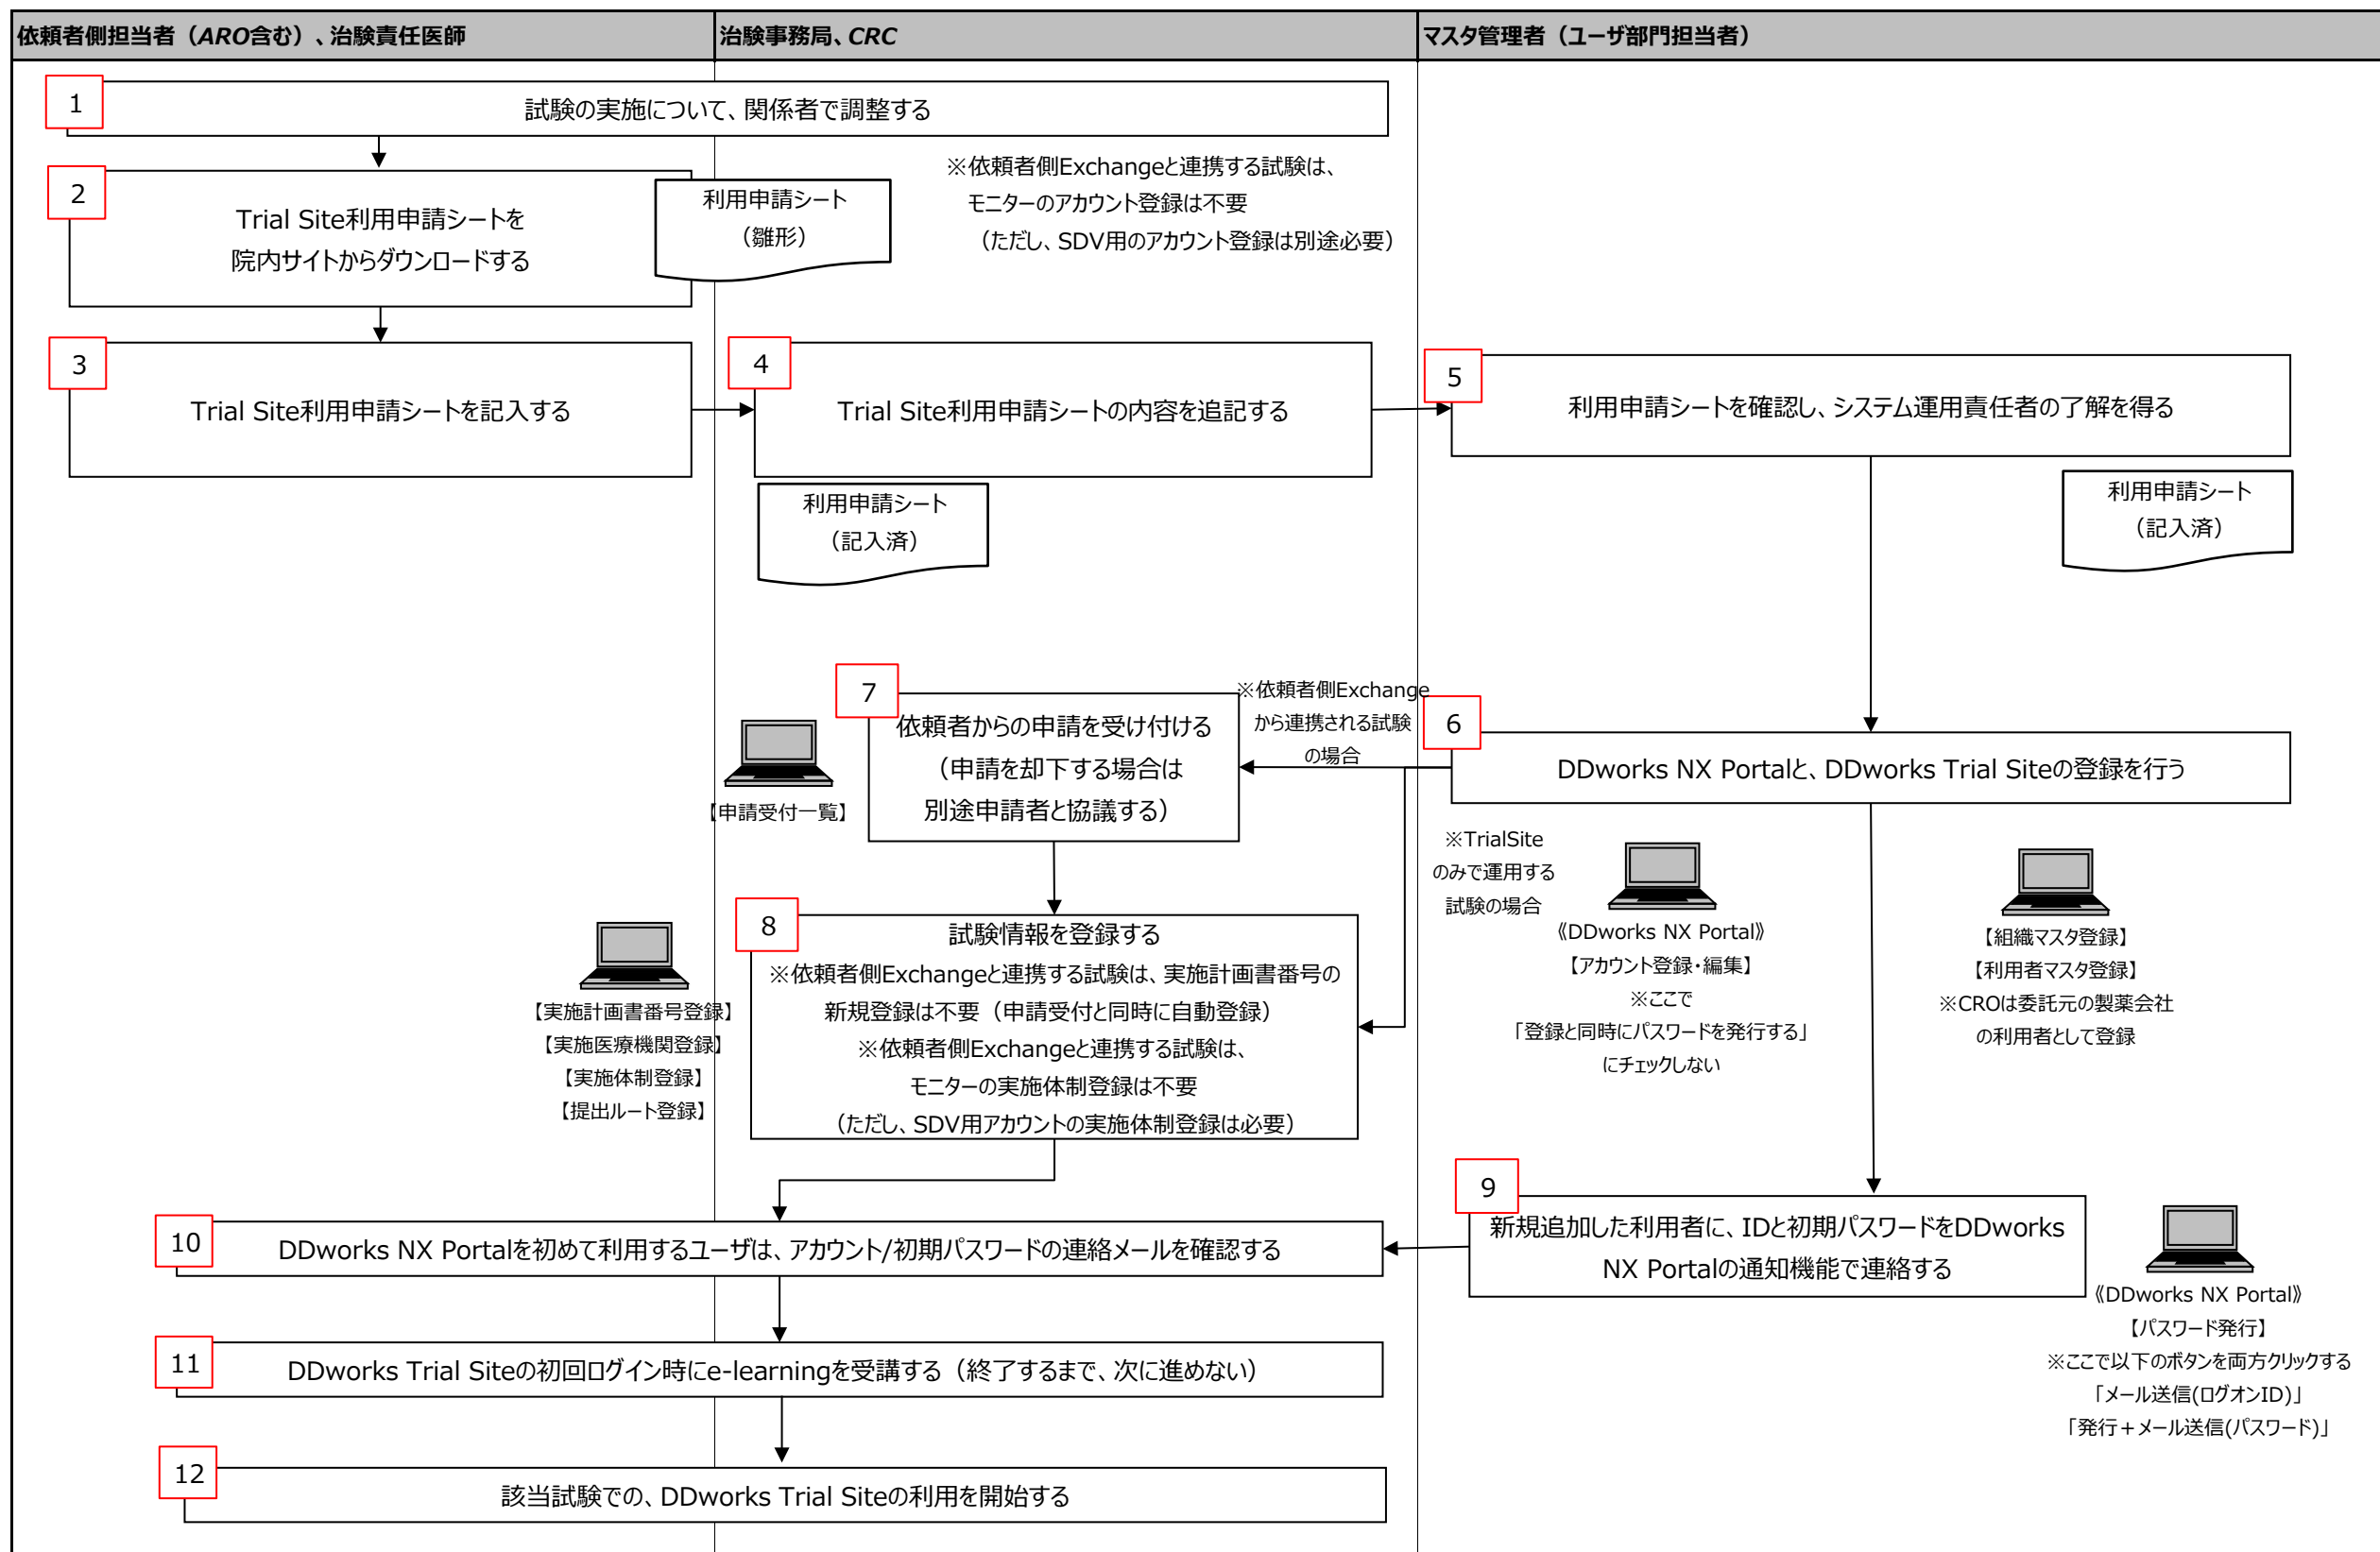 依頼者側担当者（ARO含む）、治験責任医師
治験事務局、CRC
マスタ管理者（ユーザ部門担当者）
1
試験の実施について、関係者で調整する
2
Trial Site利用申請シートを
院内サイトからダウンロードする
利用申請シート
（雛形）
※依頼者側Exchangeと連携する試験は、
モニターのアカウント登録は不要
（ただし、SDV用のアカウント登録は別途必要）
3
Trial Site利用申請シートを記入する
4
Trial Site利用申請シートの内容を追記する
利用申請シート
（記入済）
5
利用申請シートを確認し、システム運用責任者の了解を得る
利用申請シート
（記入済）
6
DDworks NX Portalと、DDworks Trial Siteの登録を行う
※依頼者側Exchange
から連携される試験
の場合
7
依頼者からの申請を受け付ける
（申請を却下する場合は
別途申請者と協議する）
【申請受付一覧】
※TrialSite
のみで運用する
試験の場合
《DDworks NX Portal》
【アカウント登録・編集】
※ここで
「登録と同時にパスワードを発行する」
にチェックしない
【組織マスタ登録】
【利用者マスタ登録】
※CROは委託元の製薬会社
の利用者として登録
8
試験情報を登録する
※依頼者側Exchangeと連携する試験は、実施計画書番号の
新規登録は不要（申請受付と同時に自動登録）
※依頼者側Exchangeと連携する試験は、
モニターの実施体制登録は不要
（ただし、SDV用アカウントの実施体制登録は必要）
【実施計画書番号登録】
【実施医療機関登録】
【実施体制登録】
【提出ルート登録】
9
新規追加した利用者に、IDと初期パスワードをDDworks
NX Portalの通知機能で連絡する
《DDworks NX Portal》
【パスワード発行】
※ここで以下のボタンを両方クリックする
「メール送信(ログオンID)」
「発行＋メール送信(パスワード)」
10
DDworks NX Portalを初めて利用するユーザは、アカウント/初期パスワードの連絡メールを確認する
11
DDworks Trial Siteの初回ログイン時にe-learningを受講する（終了するまで、次に進めない）
12
該当試験での、DDworks Trial Siteの利用を開始する